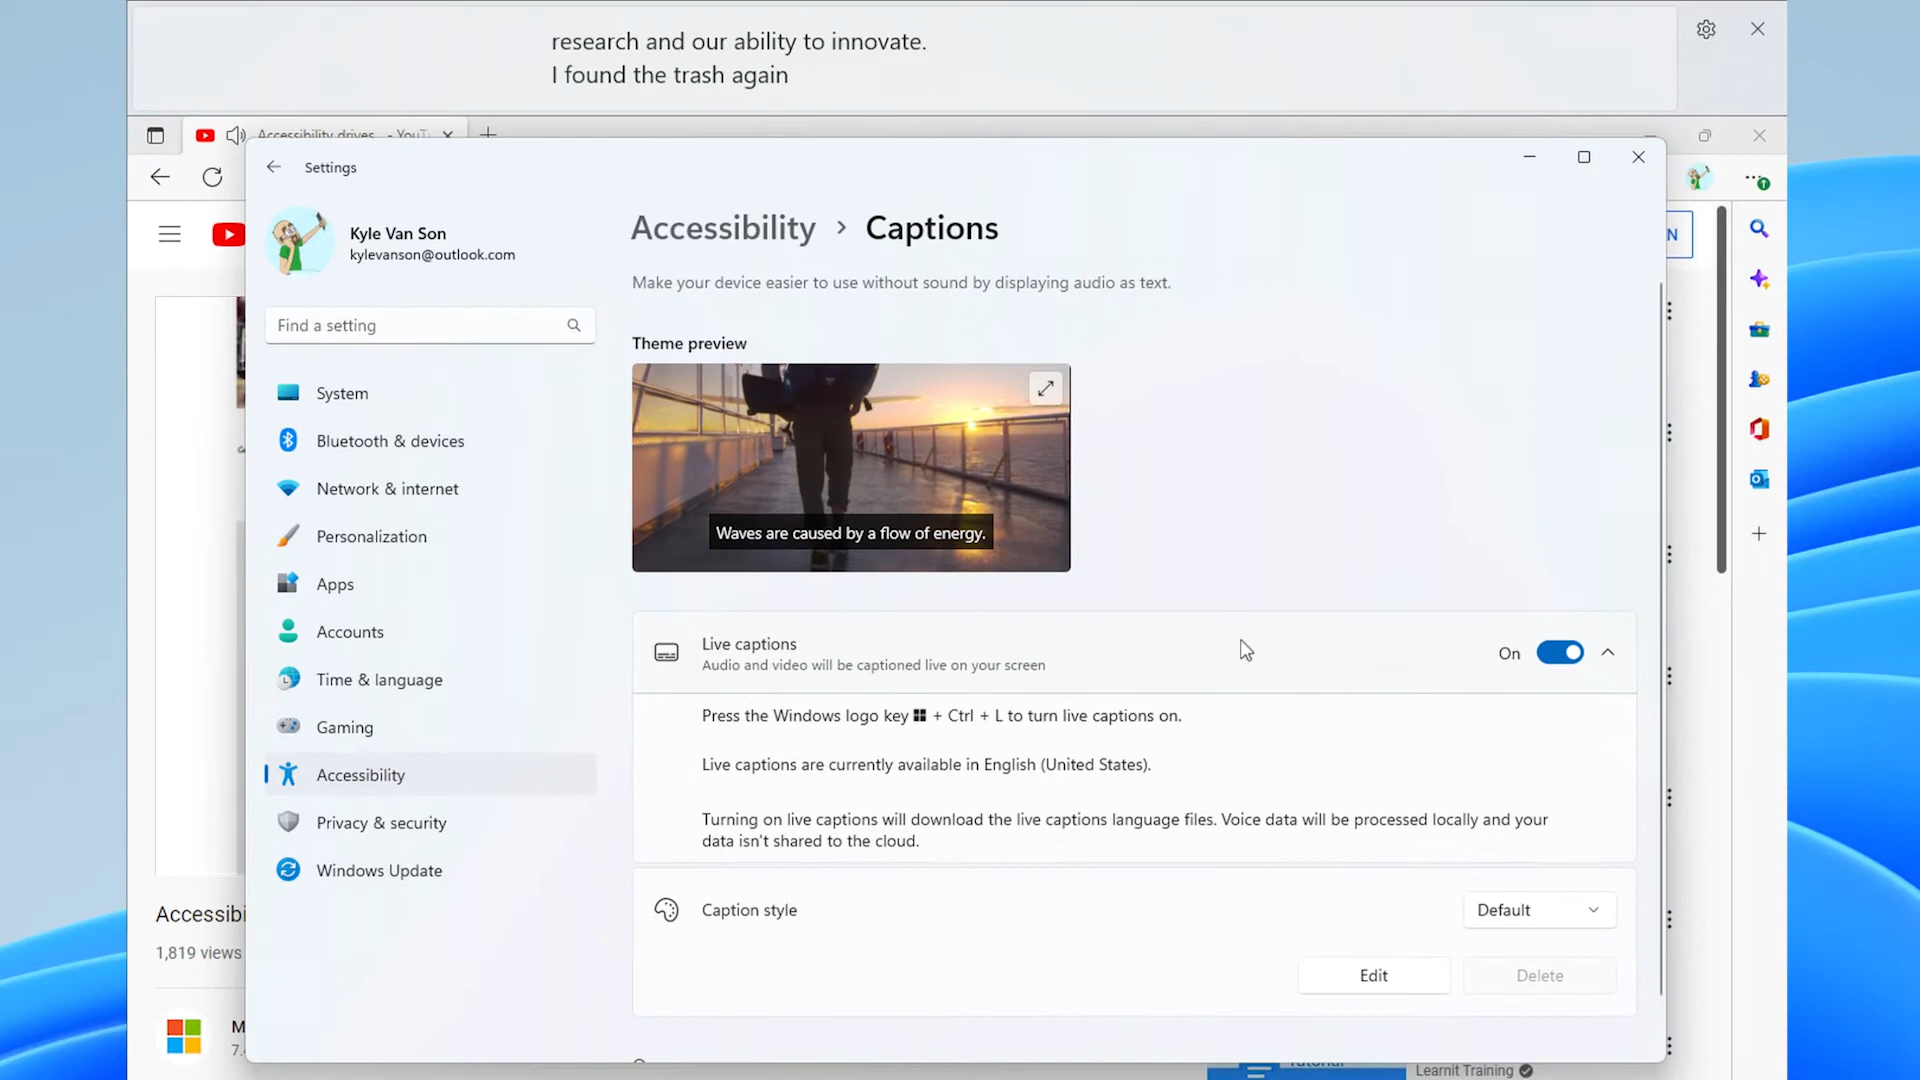 research and our ability to innovate.
I found the trash again
Accessibility drives - YouT
Settings
Kyle Van Son
kylevanson@outlook.com
Find a setting
System
Bluetooth & devices
Network & internet
Personalization
Apps
Accounts
Time & language
Gaming
Accessibility
Privacy & security
Windows Update
Accessibility > Captions
Make your device easier to use without sound by displaying audio as text.
Theme preview
Waves are caused by a flow of energy.
Live captions
Audio and video will be captioned live on your screen
On
Press the Windows logo key + Ctrl + L to turn live captions on.
Live captions are currently available in English (United States).
Turning on live captions will download the live captions language files. Voice data will be processed locally and your
data isn't shared to the cloud.
Caption style
Default
Edit
Delete
N
Accessibi
1,819 views
M
7.
Tutorial
Learnit Training